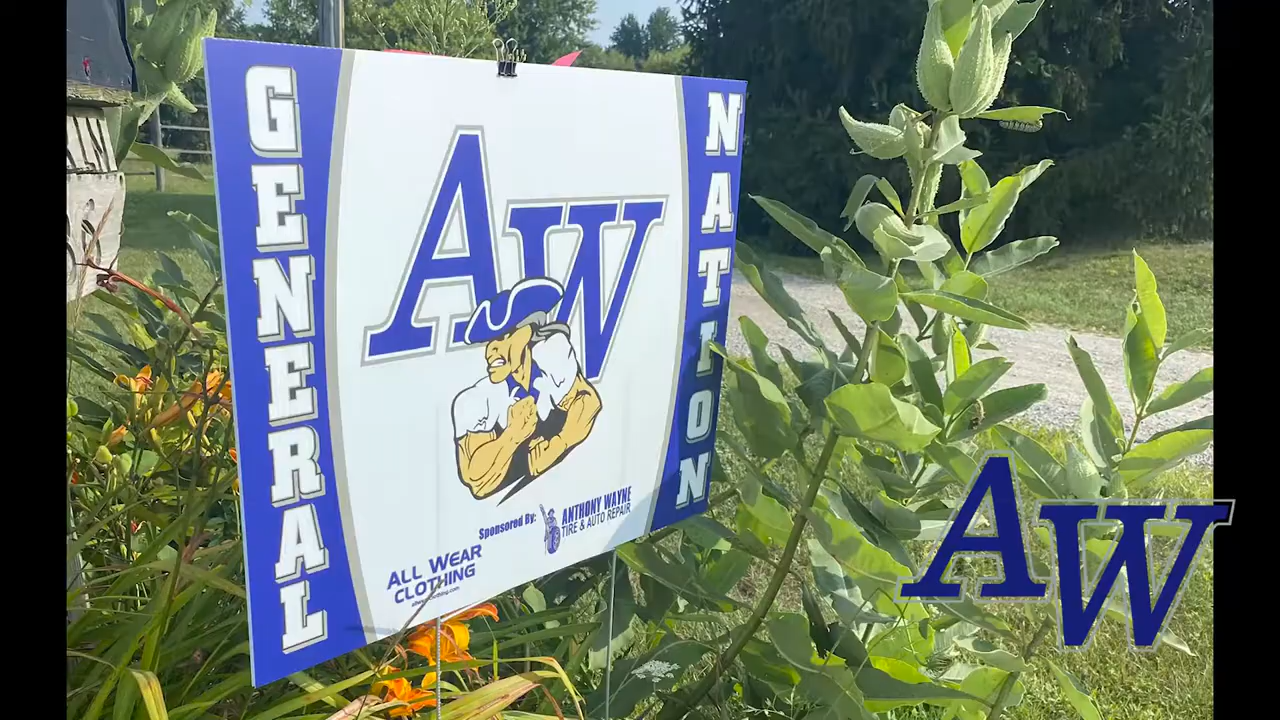 GENERAL
NATION
AW
Sponsored By:
ANTHONY WAYNE
TIRE & AUTO REPAIR
ALL WEAR
CLOTHING
AW